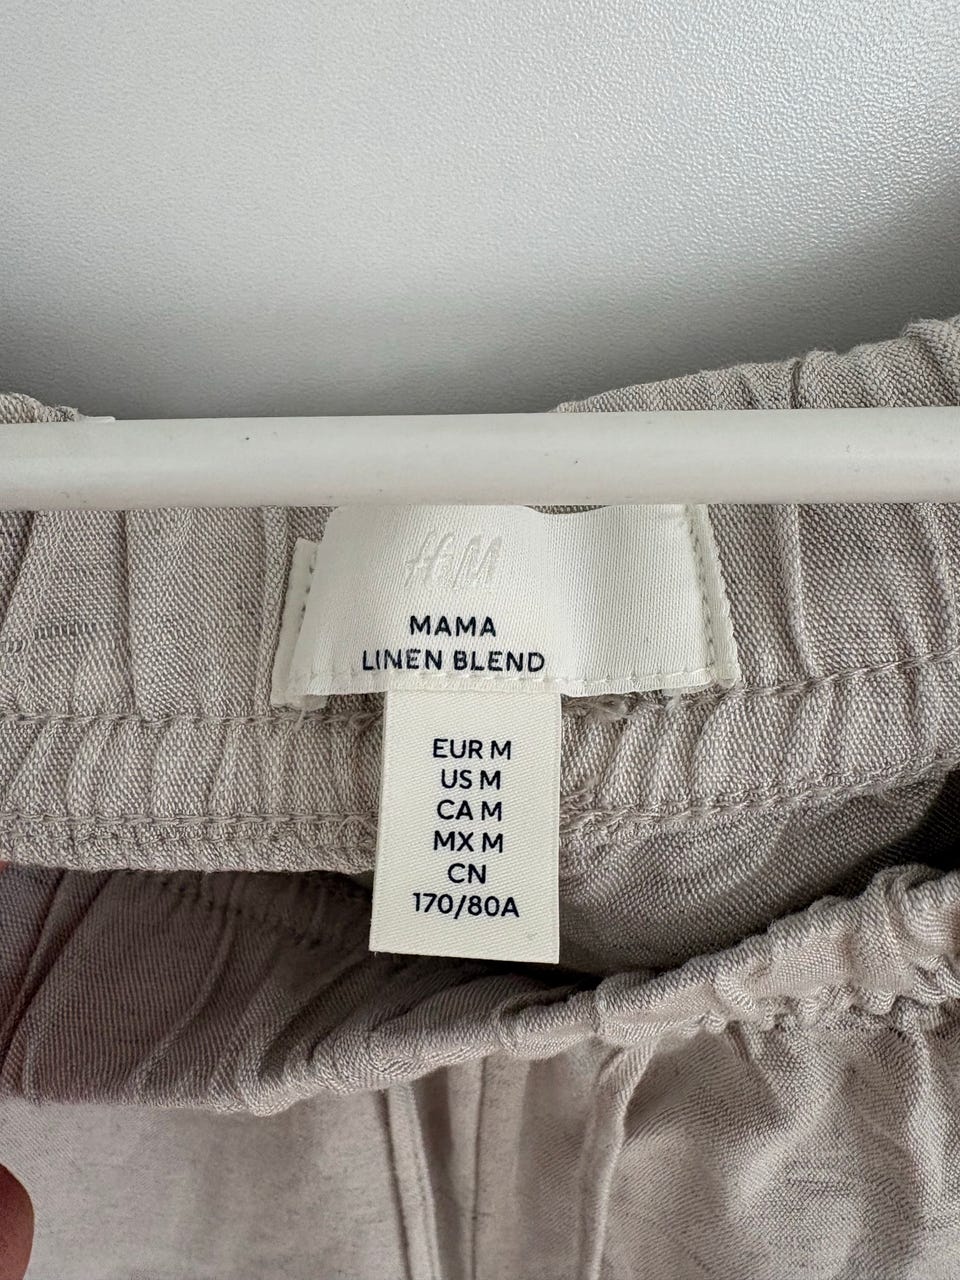 H&M
MAMA
LINEN BLEND
EUR M
US M
CA M
MX M
CN
170/80A